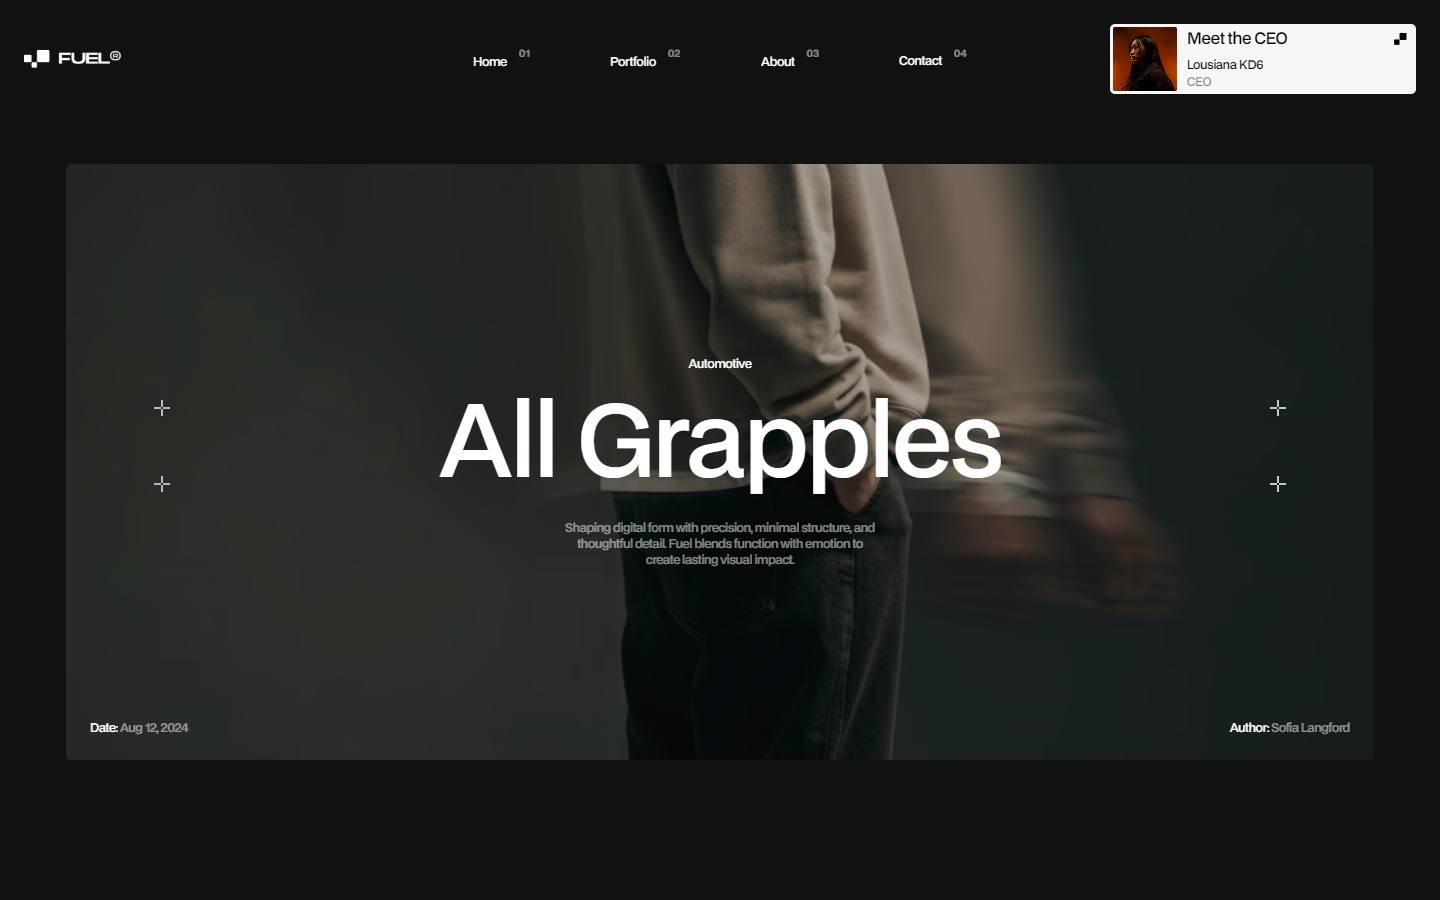 FUEL®
Home 01
Portfolio 02
About 03
Contact 04
Meet the CEO
Lousiana KD6
CEO
Automotive
All Grapples
Shaping digital form with precision, minimal structure, and
thoughtful detail. Fuel blends function with emotion to
create lasting visual impact.
Date: Aug 12, 2024
Author: Sofia Langford